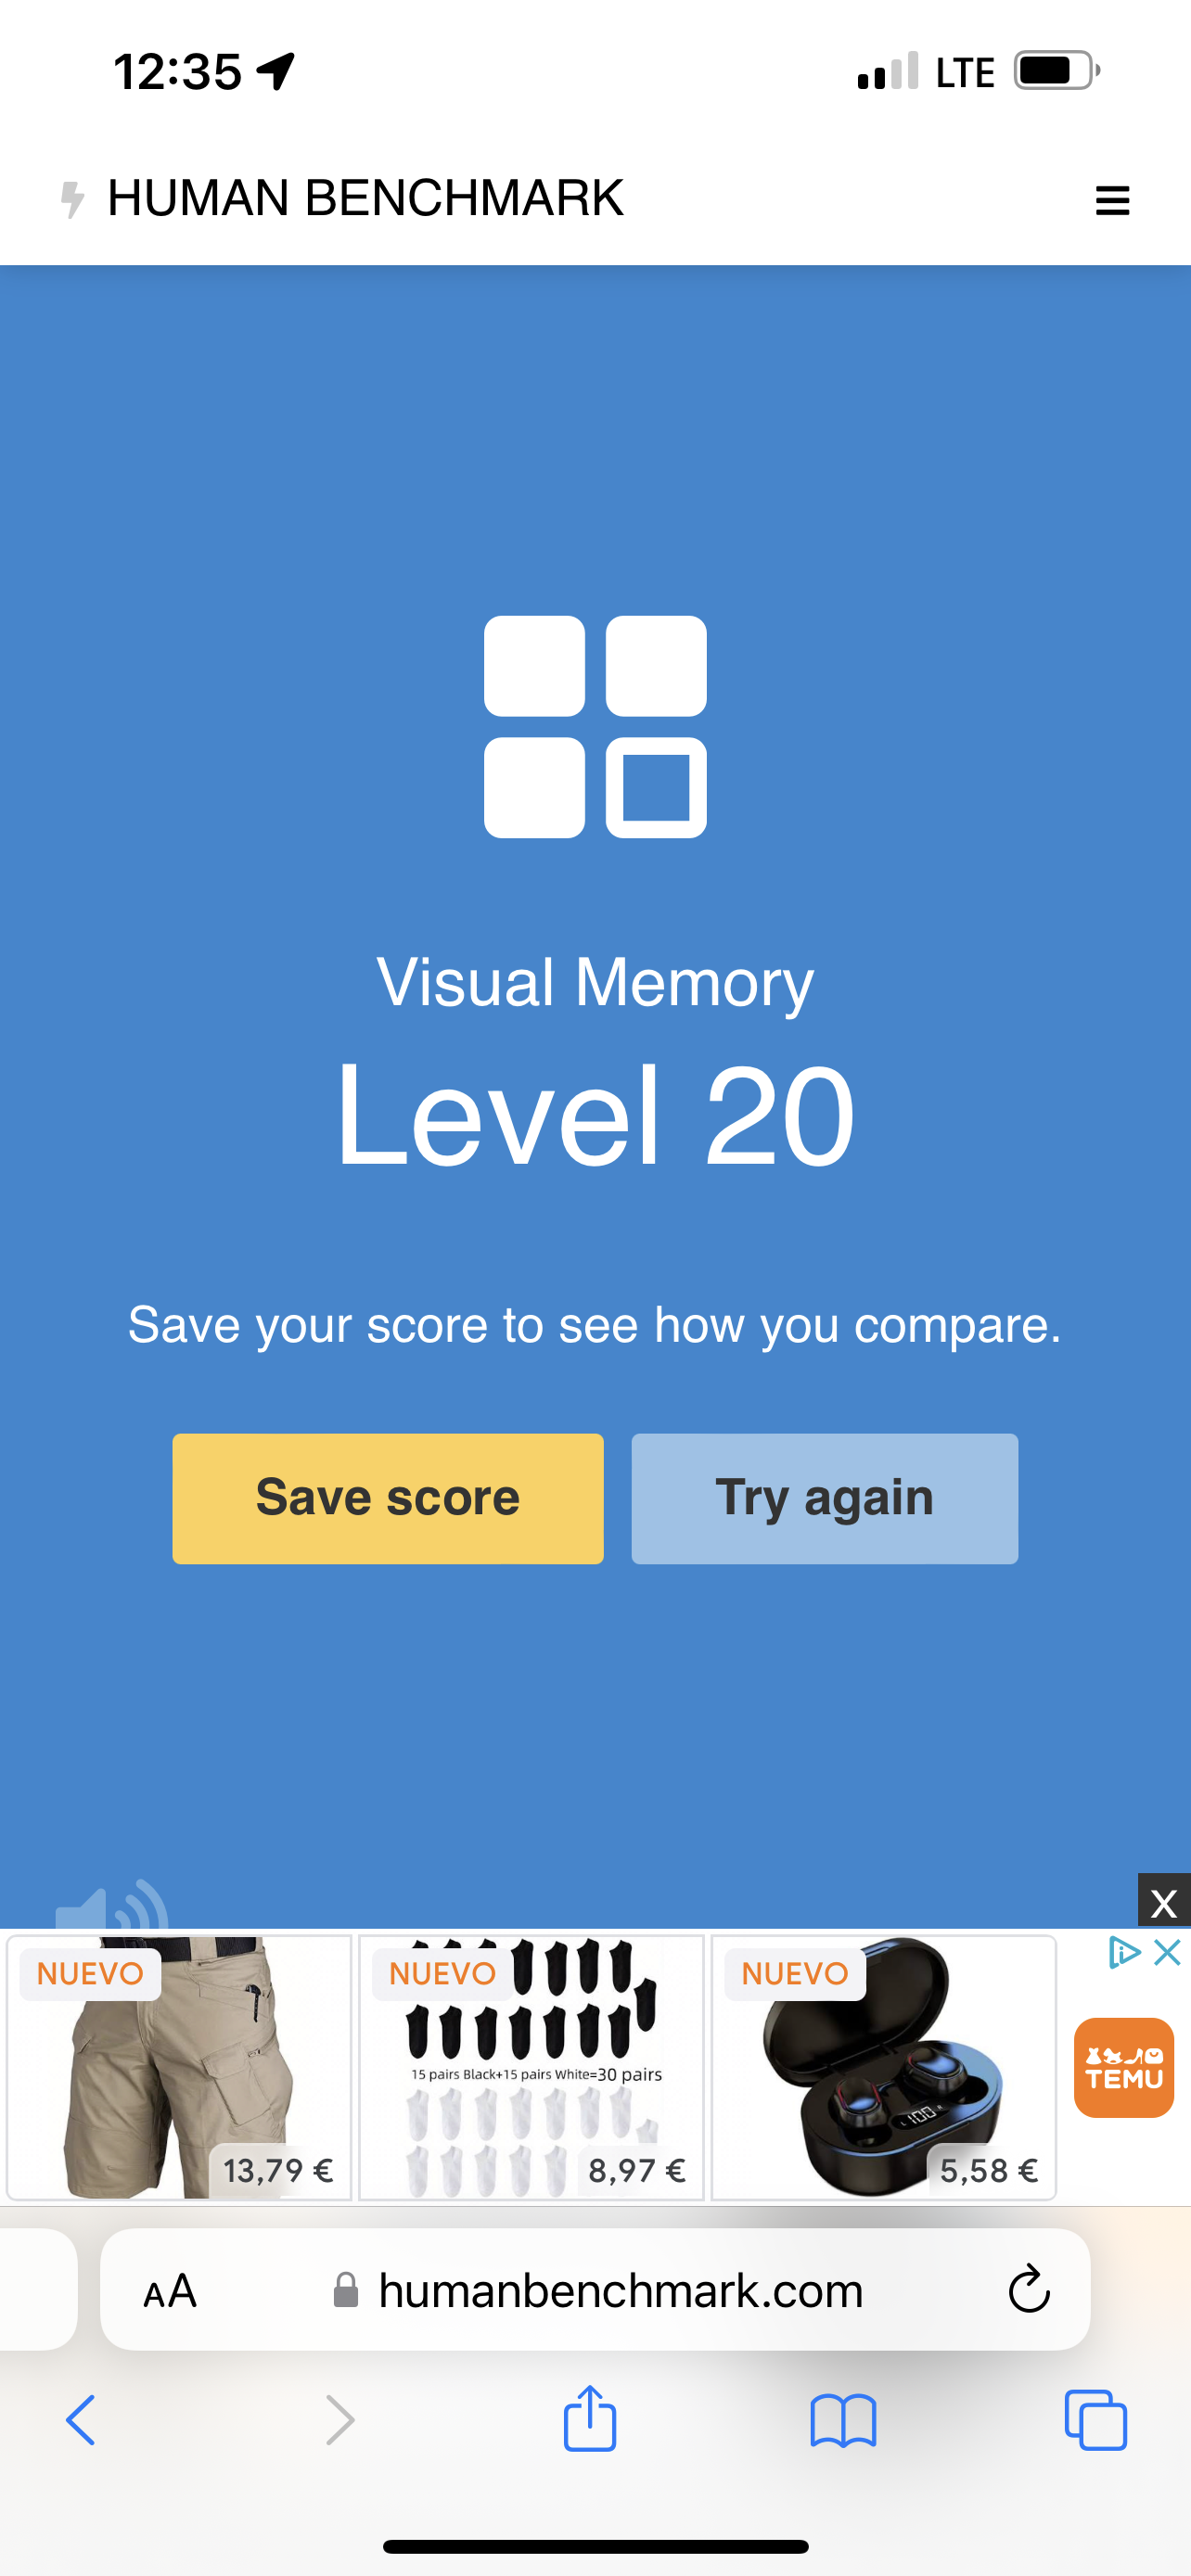 12:35
LTE
HUMAN BENCHMARK
Visual Memory
Level 20
Save your score to see how you compare.
Save score
Try again
X
NUEVO
NUEVO
NUEVO
15 pairs Black+15 pairs White=30 pairs
100
TEMU
13,79 €
8,97 €
5,58 €
AA
humanbenchmark.com